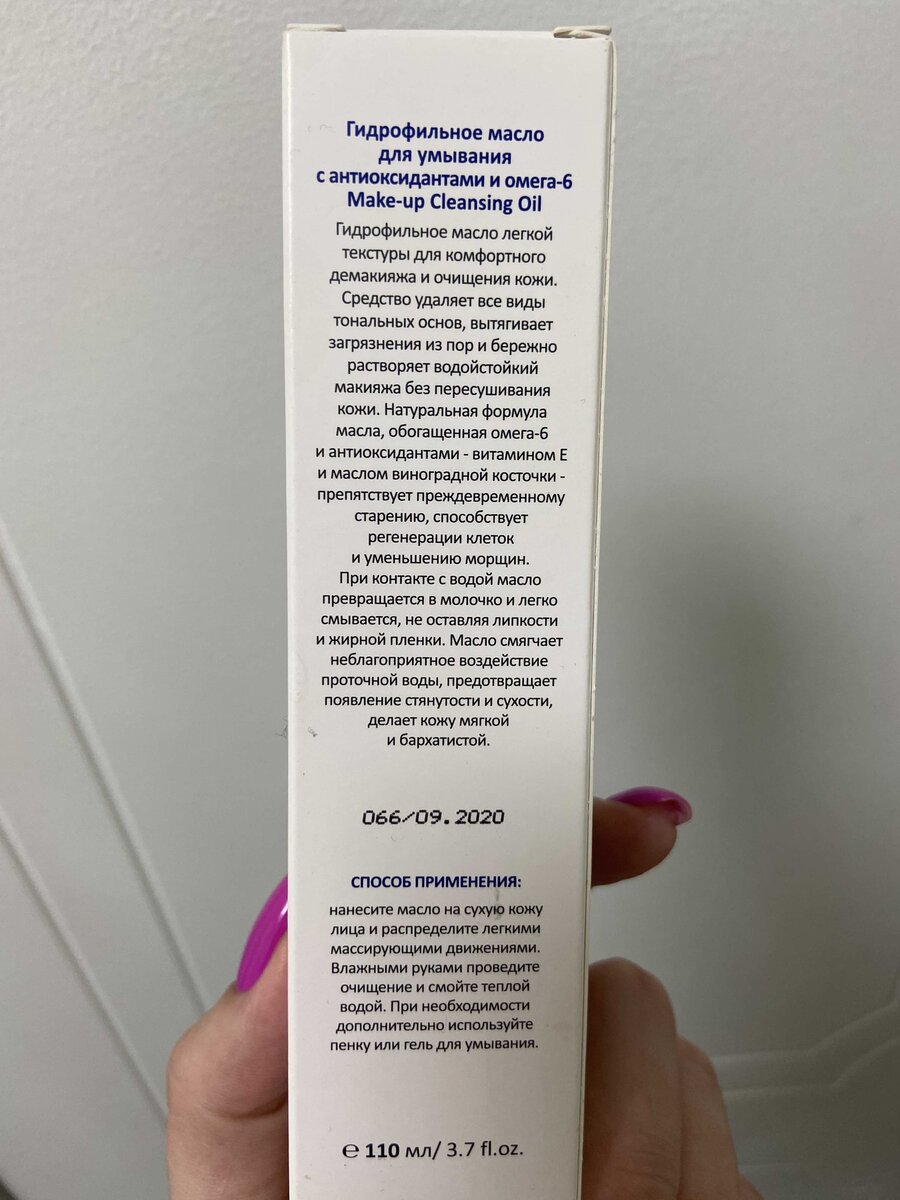 Гидрофильное масло
для умывания
с антиоксидантами и омега-6
Make-up Cleansing Oil
Гидрофильное масло легкой
текстуры для комфортного
демакияжа и очищения кожи.
Средство удаляет все виды
тональных основ, вытягивает
загрязнения из пор и бережно
растворяет водойстойкий
макияжа без пересушивания
кожи. Натуральная формула
масла, обогащенная омега-6
и антиоксидантами - витамином Е
и маслом виноградной косточки -
препятствует преждевременному
старению, способствует
регенерации клеток
и уменьшению морщин.
При контакте с водой масло
превращается в молочко и легко
смывается, не оставляя липкости
и жирной пленки. Масло смягчает
неблагоприятное воздействие
проточной воды, предотвращает
появление стянутости и сухости,
делает кожу мягкой
и бархатистой.
066/09.2020
СПОСОБ ПРИМЕНЕНИЯ:
нанесите масло на сухую кожу
лица и распределите легкими
массирующими движениями.
Влажными руками проведите
очищение и смойте теплой
водой. При необходимости
дополнительно используйте
пенку или гель для умывания.
℮ 110 мл/ 3.7 fl.oz.